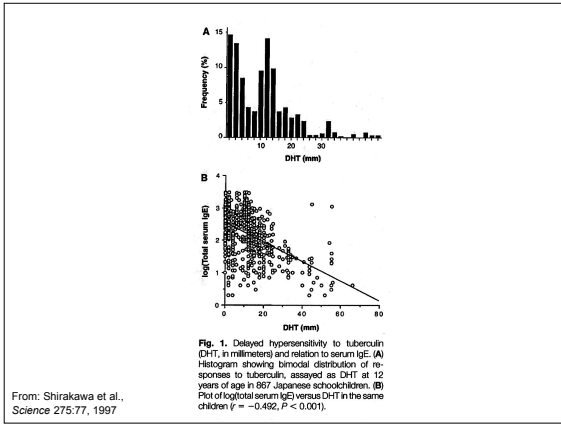 A
15
10
5
0
Frequency (%)
10 20 30
DHT (mm)
B
4
3
2
1
0
log(Total serum IgE)
0 20 40 60 80
DHT (mm)
Fig. 1. Delayed hypersensitivity to tuberculin
(DHT, in millimeters) and relation to serum IgE. (A)
Histogram showing bimodal distribution of re-
sponses to tuberculin, assayed as DHT at 12
years of age in 867 Japanese schoolchildren. (B)
Plot of log(total serum IgE) versus DHT in the same
children (r = −0.492, P < 0.001).
From: Shirakawa et al.,
Science 275:77, 1997